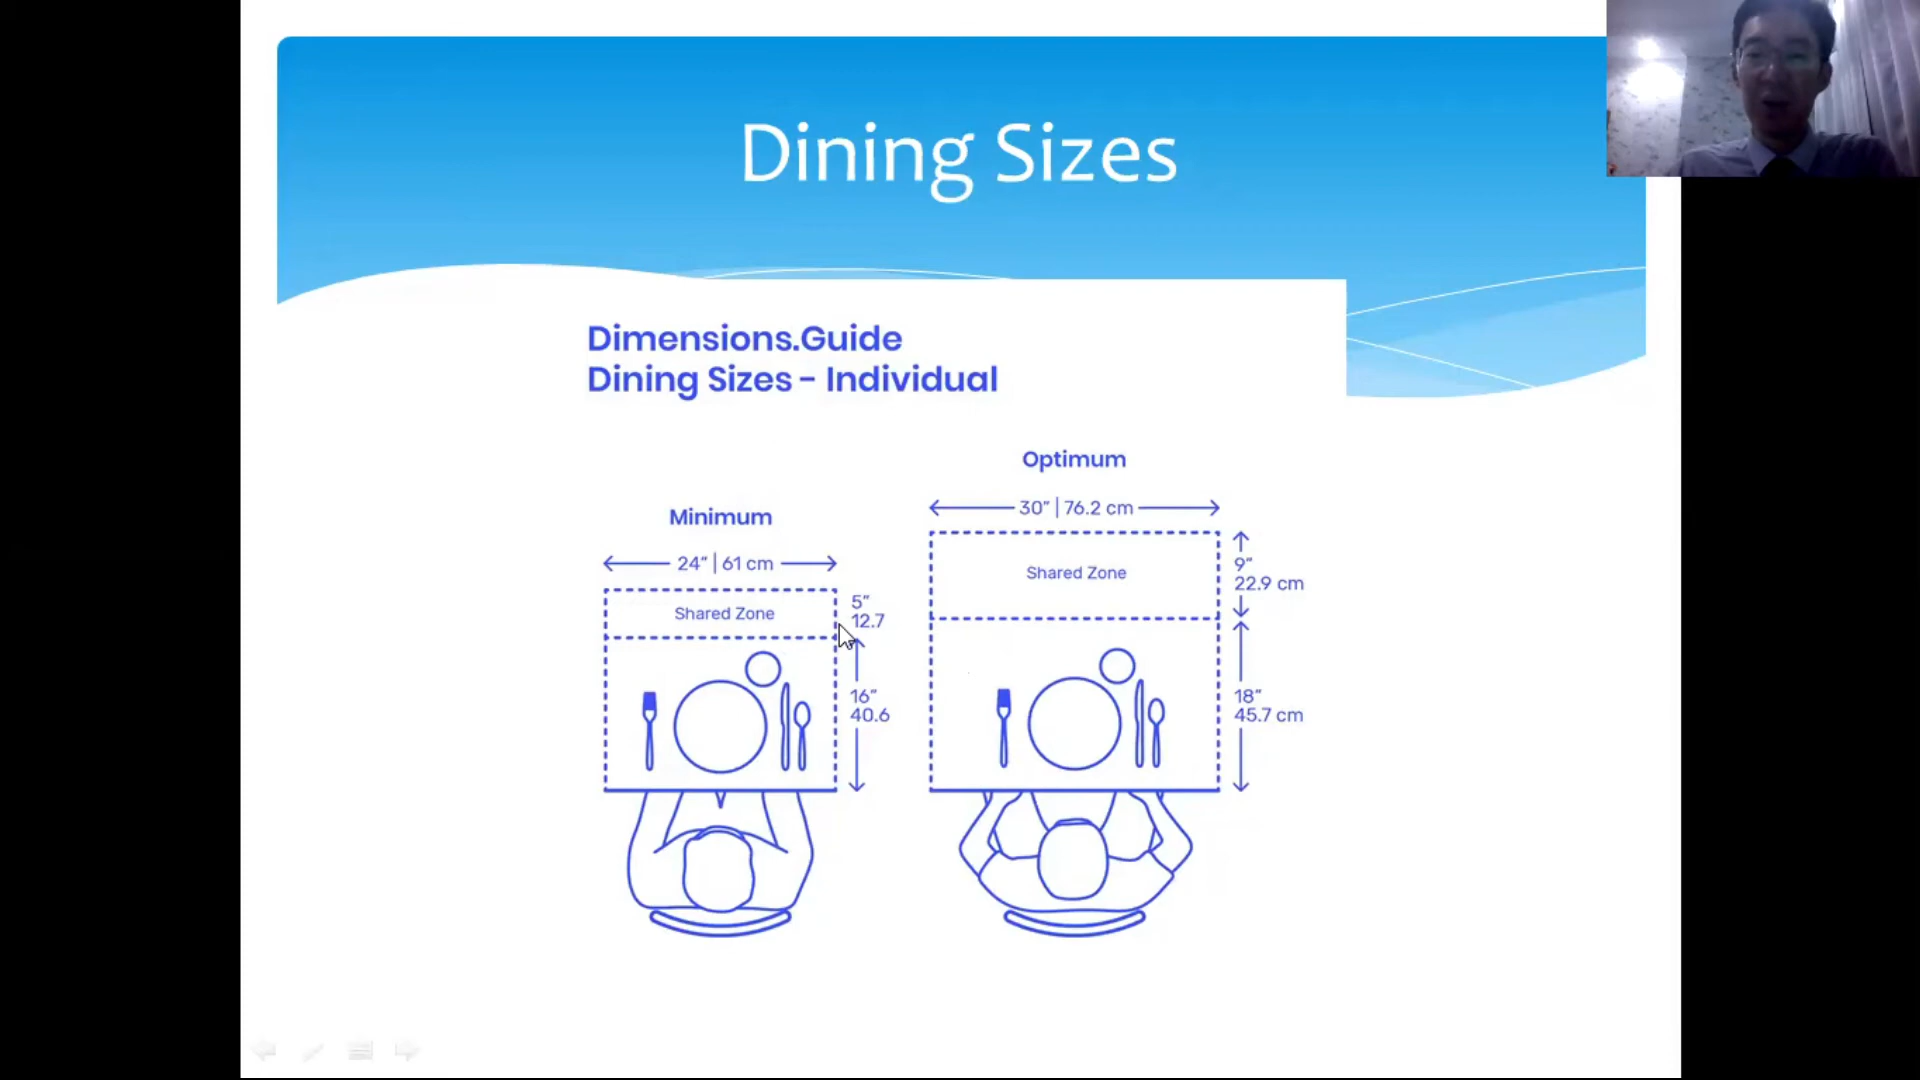 Dining Sizes
Dimensions.Guide
Dining Sizes - Individual
Minimum
24” | 61 cm
Shared Zone
5”
12.7
16”
40.6
Optimum
30” | 76.2 cm
Shared Zone
9”
22.9 cm
18”
45.7 cm